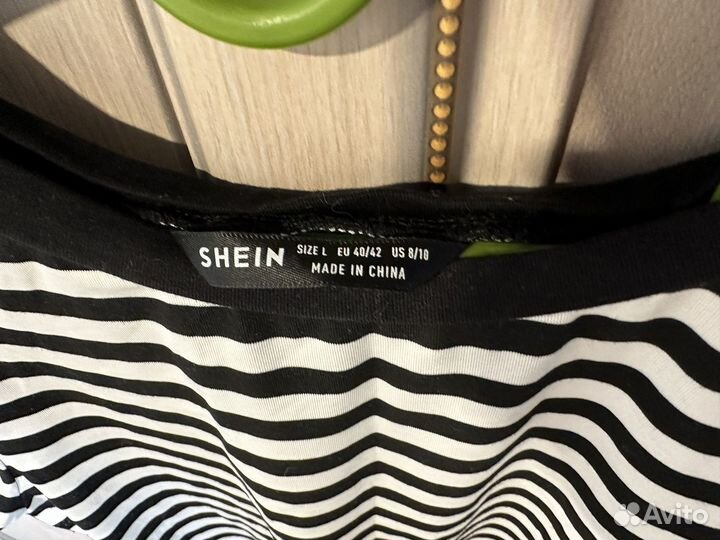 SHEIN SIZE L EU 40/42 US 8/10
MADE IN CHINA
Avito